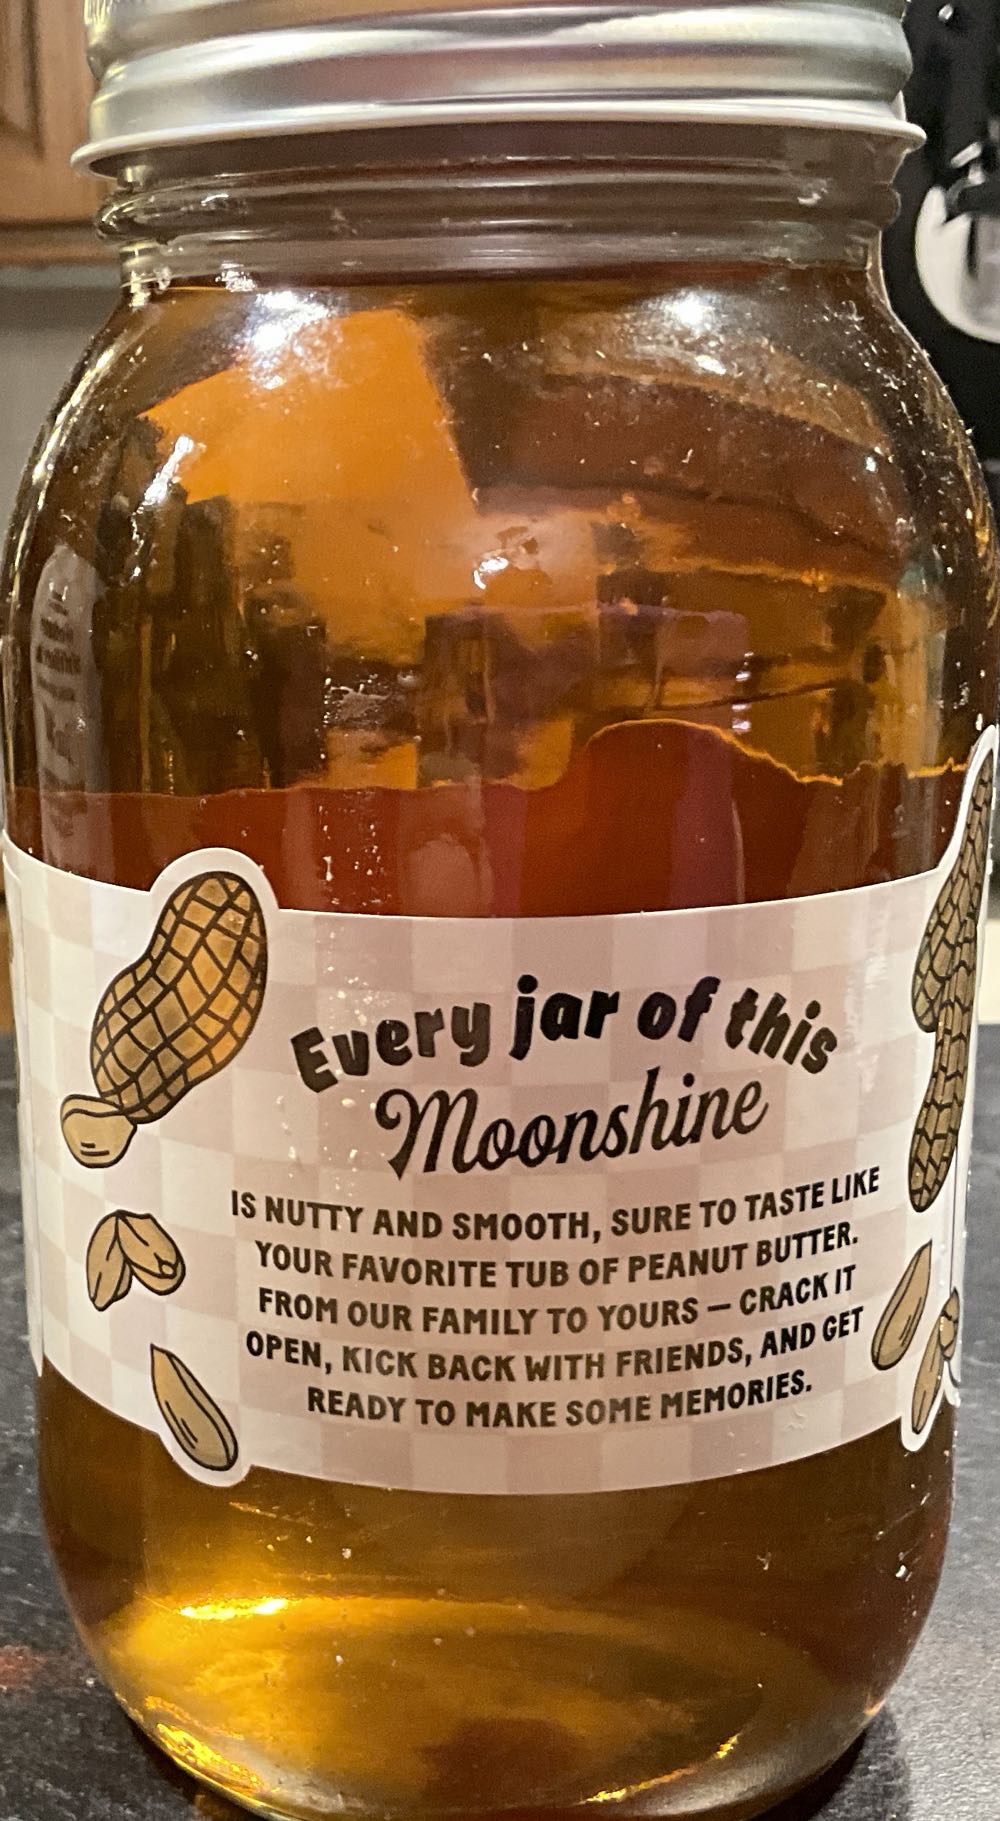 Every jar of this
Moonshine
IS NUTTY AND SMOOTH, SURE TO TASTE LIKE
YOUR FAVORITE TUB OF PEANUT BUTTER.
FROM OUR FAMILY TO YOURS — CRACK IT
OPEN, KICK BACK WITH FRIENDS, AND GET
READY TO MAKE SOME MEMORIES.